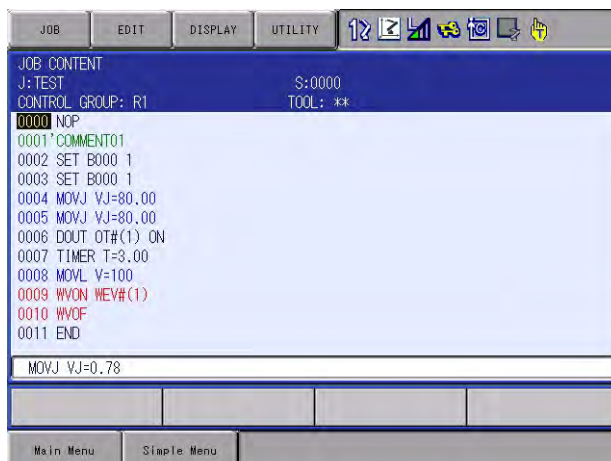 JOB EDIT DISPLAY UTILITY
JOB CONTENT
J:TEST S:0000
CONTROL GROUP: R1 TOOL: **
0000 NOP
0001'COMMENT01
0002 SET B000 1
0003 SET B000 1
0004 MOVJ VJ=80.00
0005 MOVJ VJ=80.00
0006 DOUT OT#(1) ON
0007 TIMER T=3.00
0008 MOVL V=100
0009 WVON WEV#(1)
0010 WVOF
0011 END
MOVJ VJ=0.78
Main Menu Simple Menu